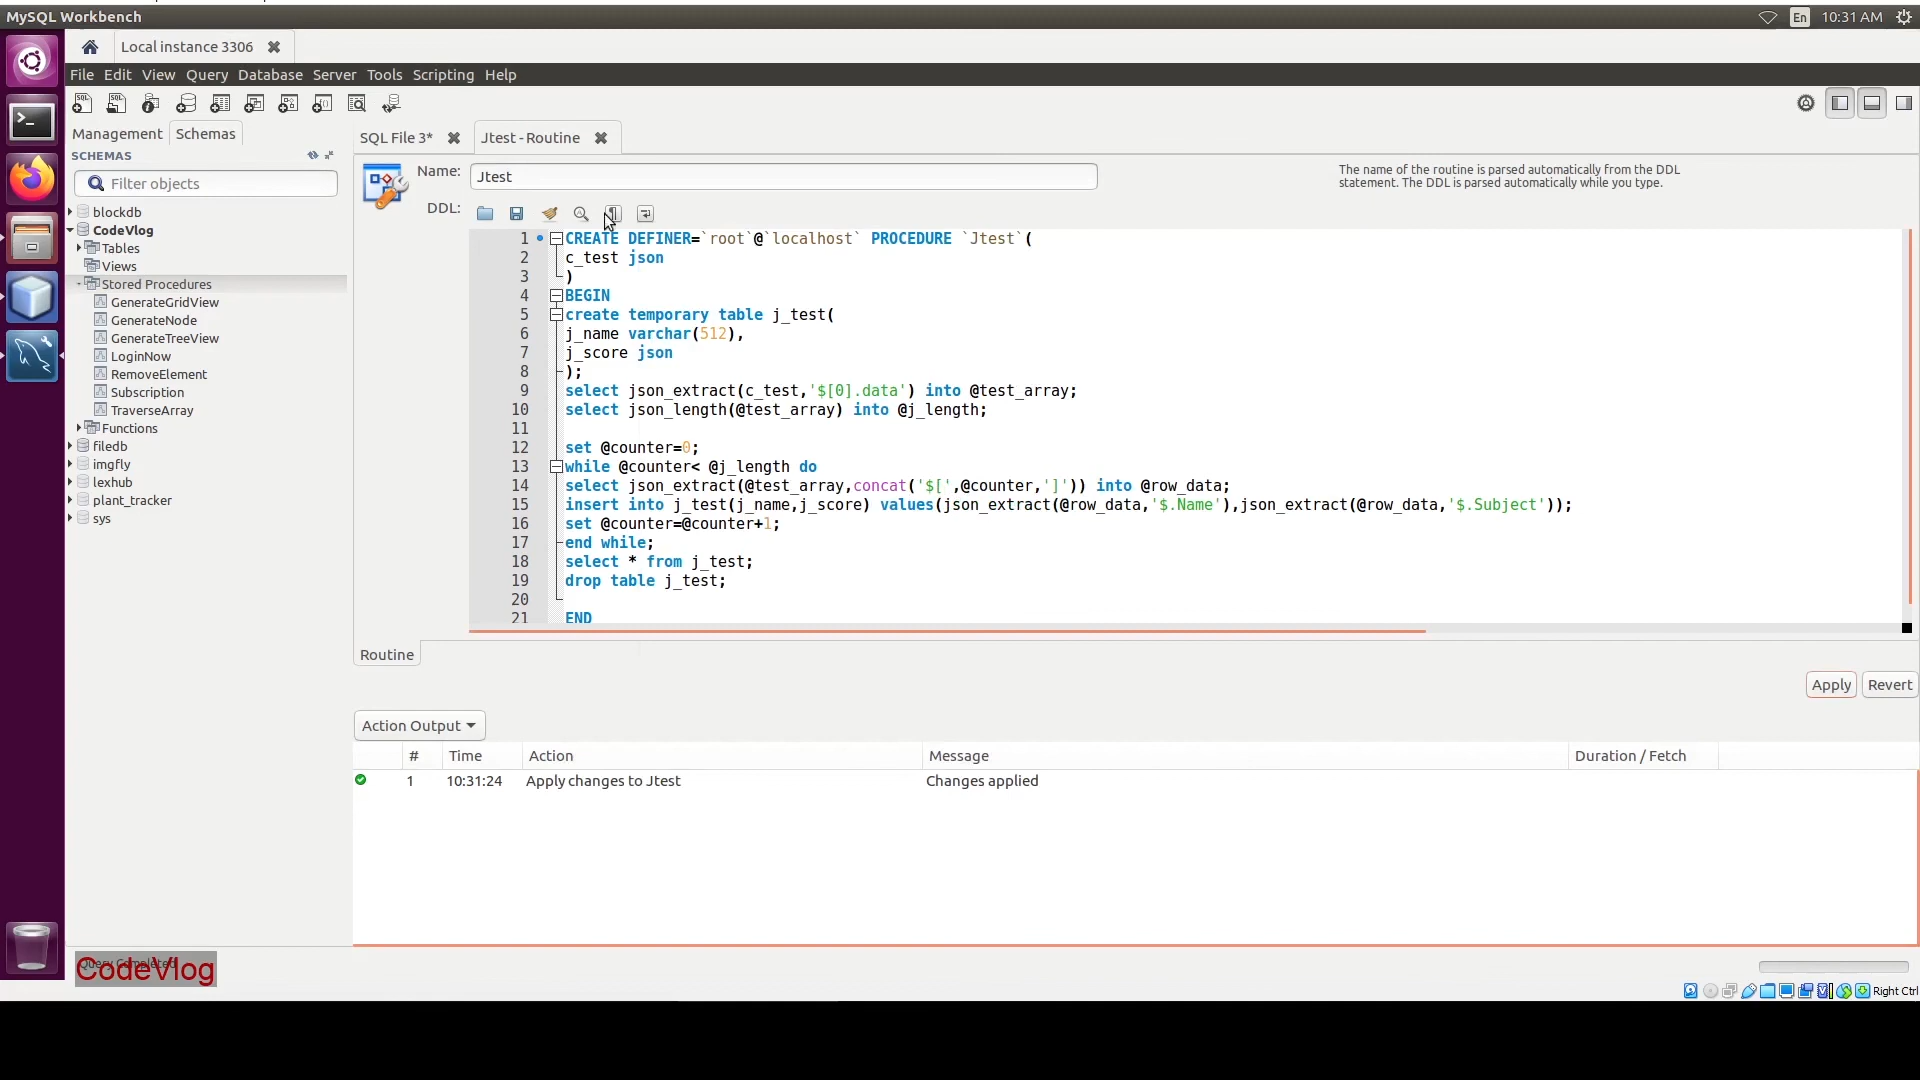 MySQL Workbench
En
10:31 AM
Local instance 3306
File Edit View Query Database Server Tools Scripting Help
Management
Schemas
SCHEMAS
Filter objects
blockdb
CodeVlog
Tables
Views
Stored Procedures
GenerateGridView
GenerateNode
GenerateTreeView
LoginNow
RemoveElement
Subscription
TraverseArray
Functions
filedb
imgfly
lexhub
plant_tracker
sys
SQL File 3*
Jtest - Routine
Name:
Jtest
The name of the routine is parsed automatically from the DDL
statement. The DDL is parsed automatically while you type.
DDL:
1 CREATE DEFINER=`root`@`localhost` PROCEDURE `Jtest`(
2 c_test json
3 )
4 BEGIN
5 create temporary table j_test(
6 j_name varchar(512),
7 j_score json
8 );
9 select json_extract(c_test,'$[0].data') into @test_array;
10 select json_length(@test_array) into @j_length;
11
12 set @counter=0;
13 while @counter< @j_length do
14 select json_extract(@test_array,concat('$[',@counter,']')) into @row_data;
15 insert into j_test(j_name,j_score) values(json_extract(@row_data,'$.Name'),json_extract(@row_data,'$.Subject'));
16 set @counter=@counter+1;
17 end while;
18 select * from j_test;
19 drop table j_test;
20
21 END
Routine
Apply
Revert
Action Output
# Time Action Message Duration / Fetch
1 10:31:24 Apply changes to Jtest Changes applied
Query Completed
CodeVlog
Right Ctrl